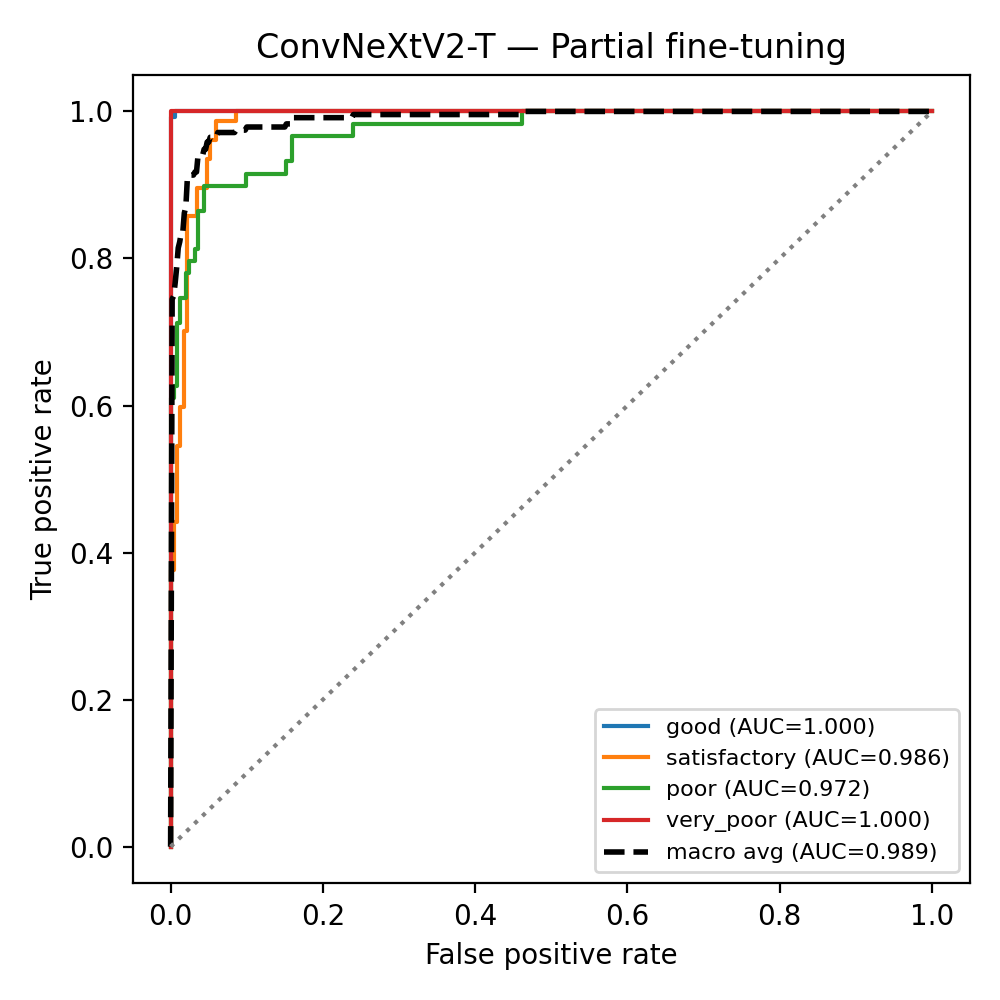 ConvNeXtV2-T — Partial fine-tuning
True positive rate
1.0
0.8
0.6
0.4
0.2
0.0
0.0 0.2 0.4 0.6 0.8 1.0
False positive rate
good (AUC=1.000)
satisfactory (AUC=0.986)
poor (AUC=0.972)
very_poor (AUC=1.000)
macro avg (AUC=0.989)